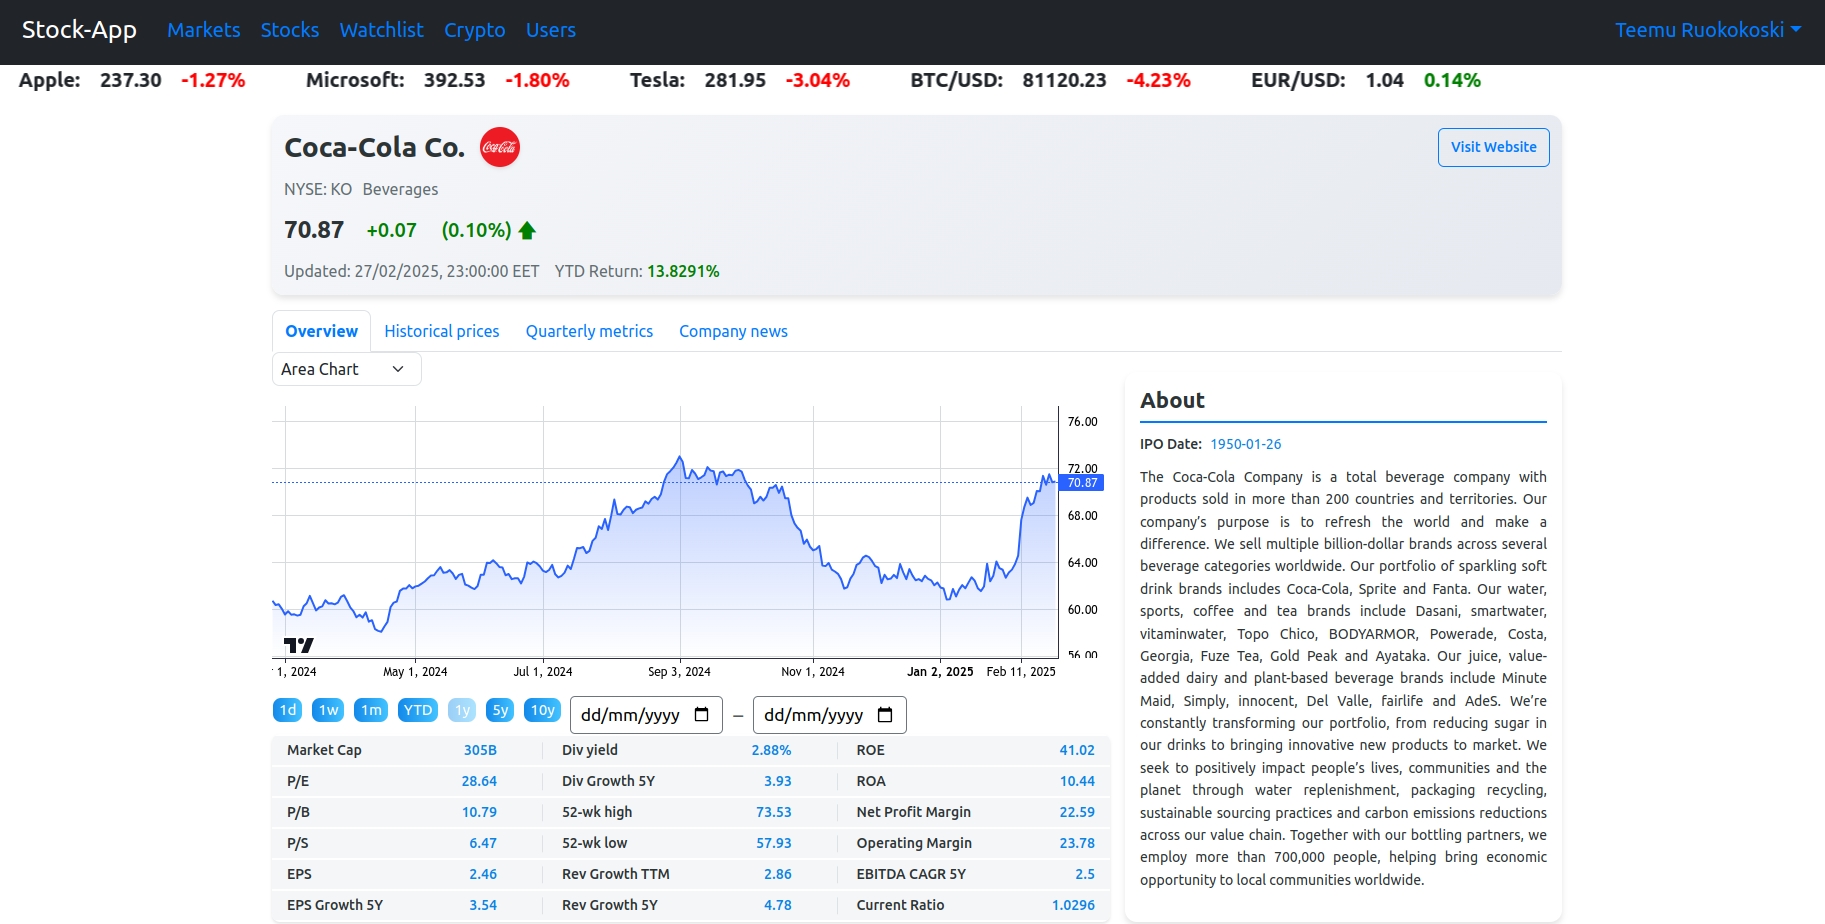 Stock-App Markets Stocks Watchlist Crypto Users Teemu Ruokokoski
Apple: 237.30 -1.27% Microsoft: 392.53 -1.80% Tesla: 281.95 -3.04% BTC/USD: 81120.23 -4.23% EUR/USD: 1.04 0.14%
Coca-Cola Co. Coca-Cola Visit Website
NYSE: KO Beverages
70.87 +0.07 (0.10%)
Updated: 27/02/2025, 23:00:00 EET YTD Return: 13.8291%
Overview Historical prices Quarterly metrics Company news
Area Chart
76.00
72.00
70.87
68.00
64.00
60.00
56.00
1, 2024 May 1, 2024 Jul 1, 2024 Sep 3, 2024 Nov 1, 2024 Jan 2, 2025 Feb 11, 2025
1d 1w 1m YTD 1y 5y 10y dd/mm/yyyy – dd/mm/yyyy
Market Cap 305B Div yield 2.88% ROE 41.02
P/E 28.64 Div Growth 5Y 3.93 ROA 10.44
P/B 10.79 52-wk high 73.53 Net Profit Margin 22.59
P/S 6.47 52-wk low 57.93 Operating Margin 23.78
EPS 2.46 Rev Growth TTM 2.86 EBITDA CAGR 5Y 2.5
EPS Growth 5Y 3.54 Rev Growth 5Y 4.78 Current Ratio 1.0296
About
IPO Date: 1950-01-26
The Coca-Cola Company is a total beverage company with
products sold in more than 200 countries and territories. Our
company’s purpose is to refresh the world and make a
difference. We sell multiple billion-dollar brands across several
beverage categories worldwide. Our portfolio of sparkling soft
drink brands includes Coca-Cola, Sprite and Fanta. Our water,
sports, coffee and tea brands include Dasani, smartwater,
vitaminwater, Topo Chico, BODYARMOR, Powerade, Costa,
Georgia, Fuze Tea, Gold Peak and Ayataka. Our juice, value-
added dairy and plant-based beverage brands include Minute
Maid, Simply, innocent, Del Valle, fairlife and AdeS. We’re
constantly transforming our portfolio, from reducing sugar in
our drinks to bringing innovative new products to market. We
seek to positively impact people’s lives, communities and the
planet through water replenishment, packaging recycling,
sustainable sourcing practices and carbon emissions reductions
across our value chain. Together with our bottling partners, we
employ more than 700,000 people, helping bring economic
opportunity to local communities worldwide.